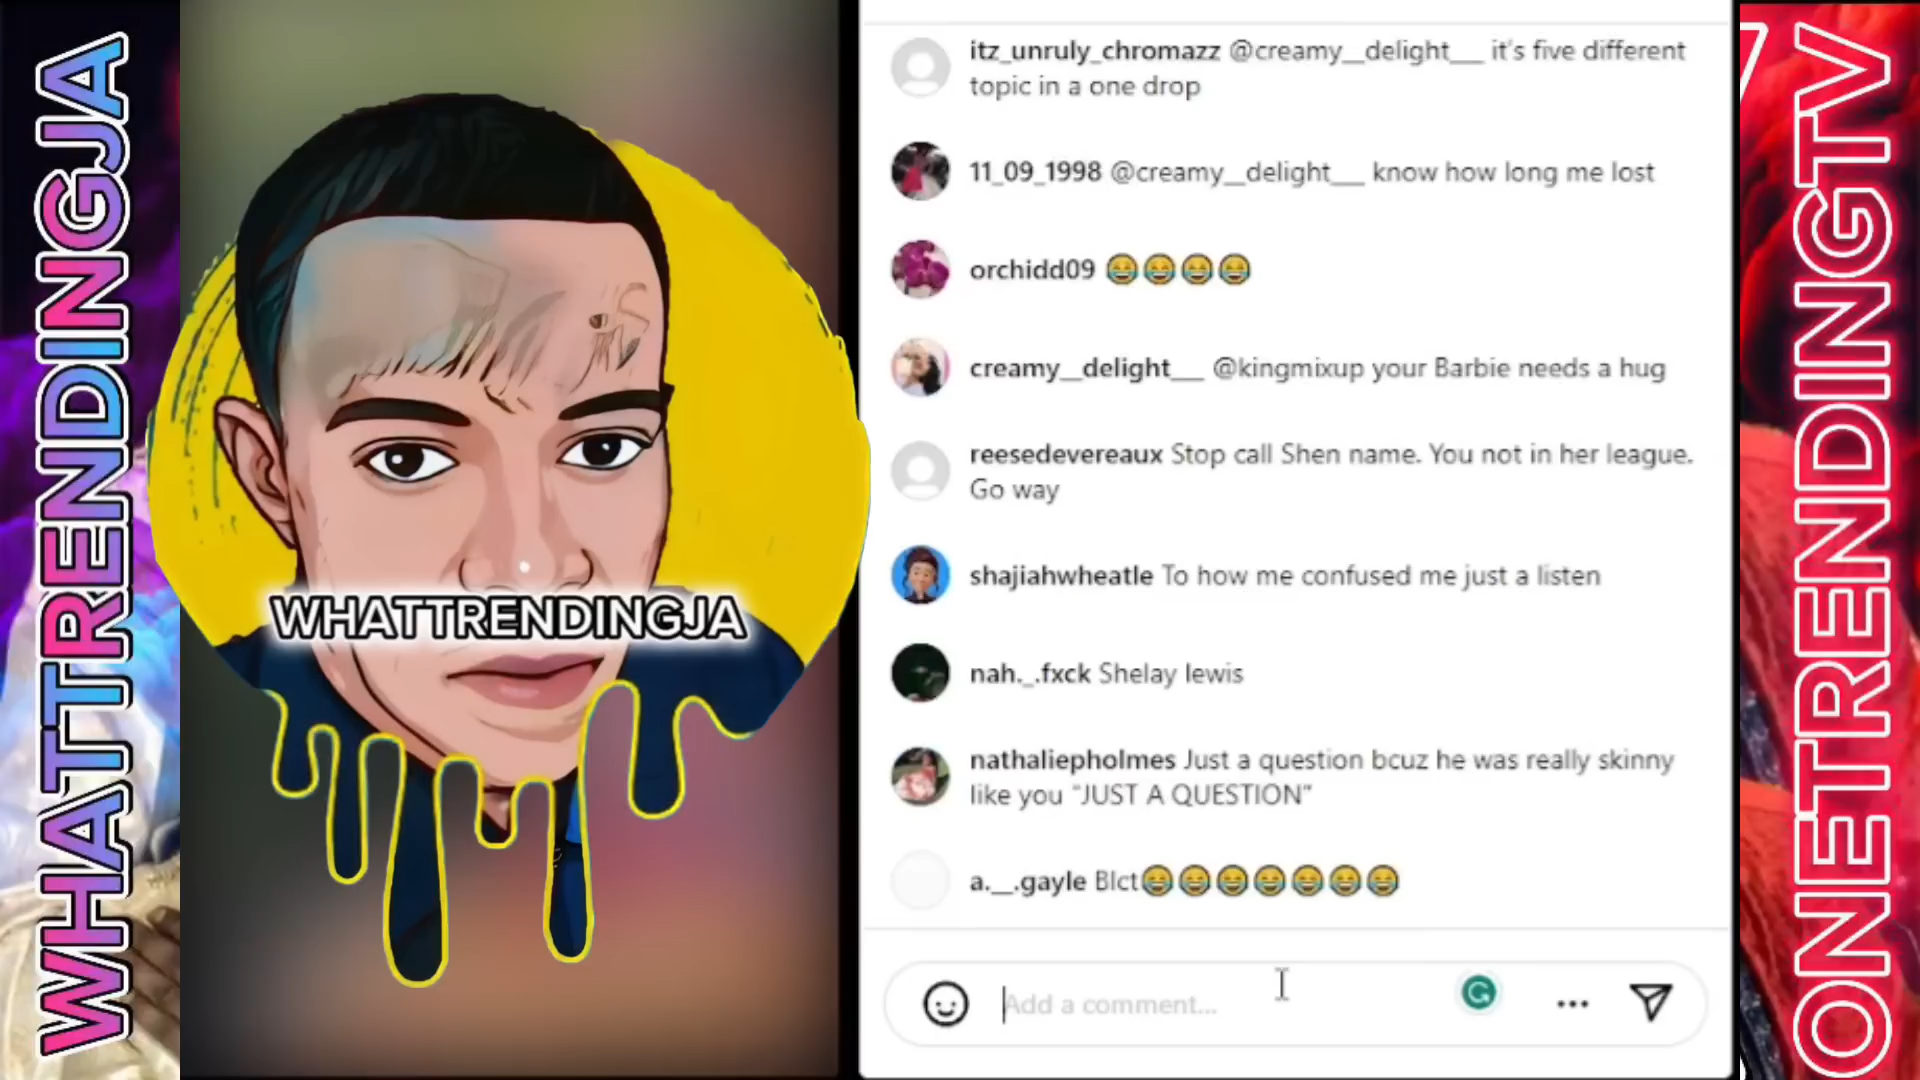 WHATTRENDINGJA
WHATTRENDINGJA
itz_unruly_chromazz @creamy__delight___ it's five different
topic in a one drop
11_09_1998 @creamy__delight___ know how long me lost
orchidd09 😂😂😂😂
creamy__delight___ @kingmixup your Barbie needs a hug
reesedevereaux Stop call Shen name. You not in her league.
Go way
shajiahwheatle To how me confused me just a listen
nah._.fxck Shelay lewis
nathaliepholmes Just a question bcuz he was really skinny
like you "JUST A QUESTION"
a.__.gayle Blct😂😂😂😂😂😂😂
Add a comment...
ONETRENDINGTV